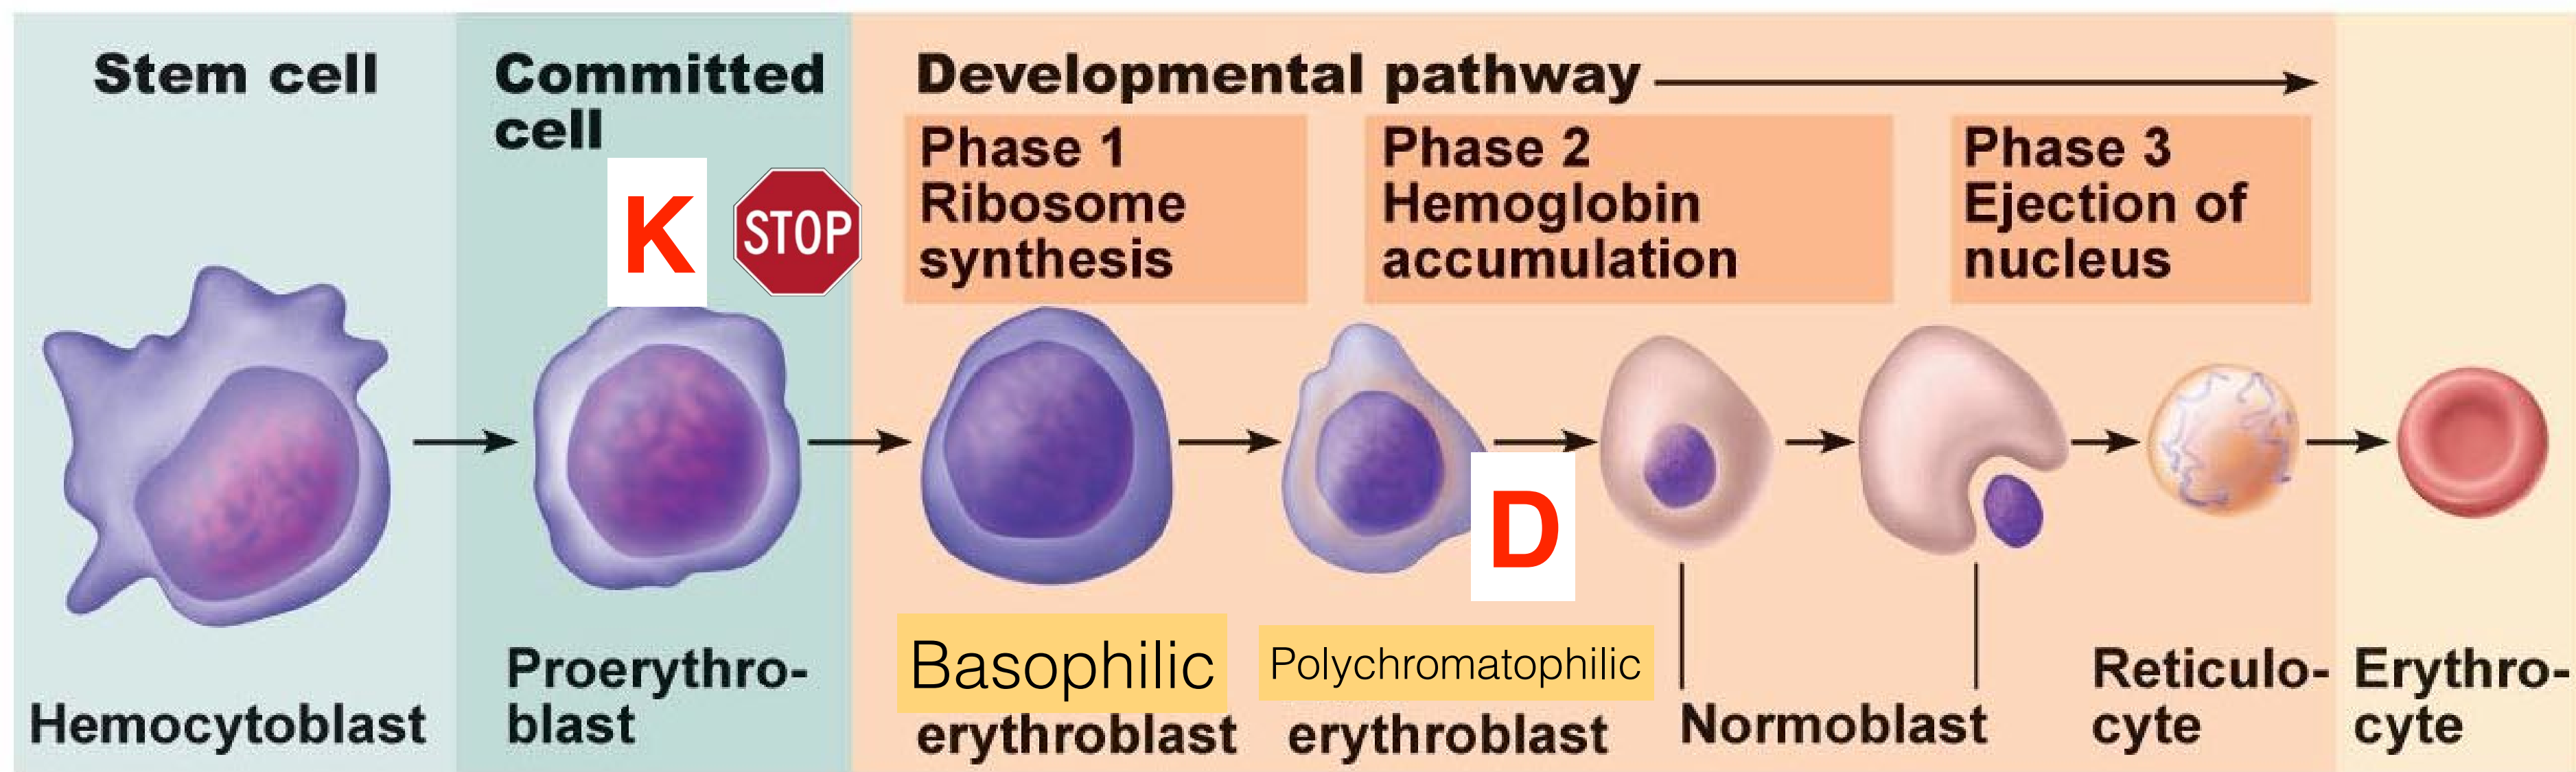 Stem cell
Committed
cell
K
STOP
Developmental pathway
Phase 1
Ribosome
synthesis
Phase 2
Hemoglobin
accumulation
Phase 3
Ejection of
nucleus
D
Hemocytoblast
Proerythro-
blast
Basophilic
erythroblast
Polychromatophilic
erythroblast
Normoblast
Reticulo-
cyte
Erythro-
cyte